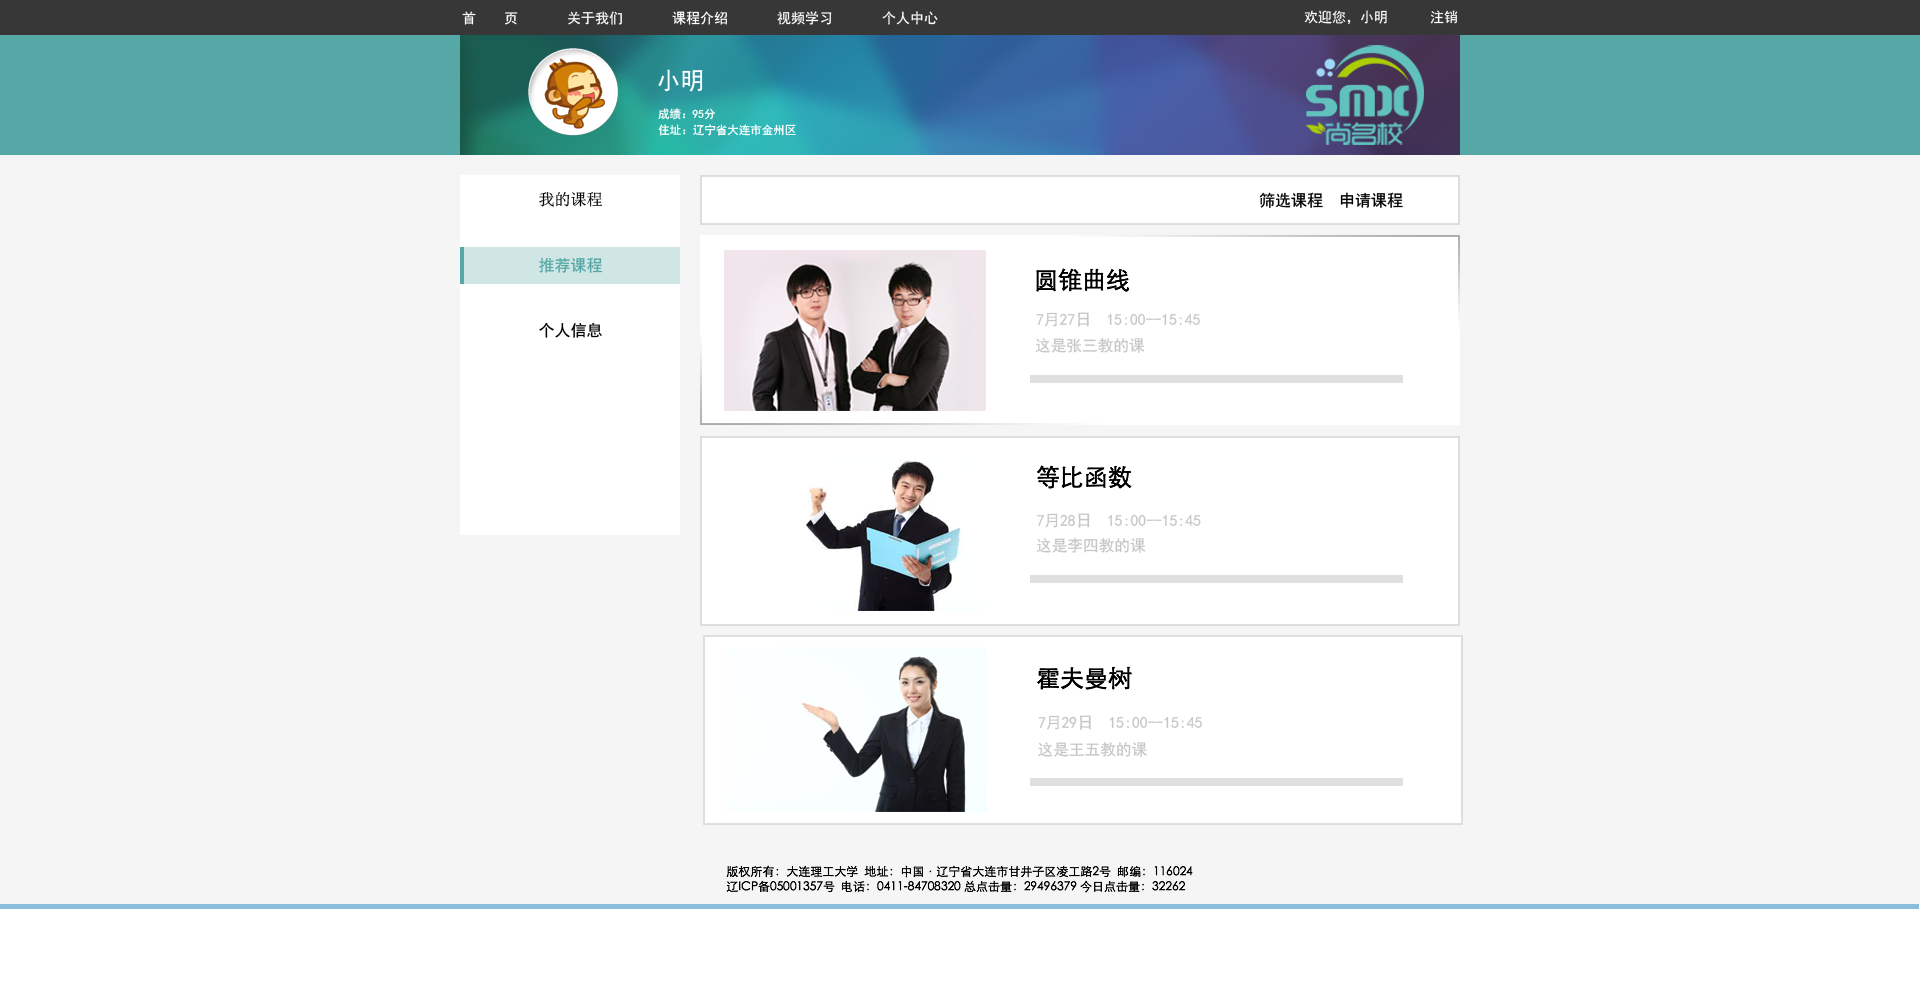 首 页 关于我们 课程介绍 视频学习 个人中心 欢迎您，小明 注销
小明
成绩：95分
住址：辽宁省大连市金州区
smx
尚名校
我的课程
推荐课程
个人信息
筛选课程 申请课程
圆锥曲线
7月27日 15:00—15:45
这是张三教的课
等比函数
7月28日 15:00—15:45
这是李四教的课
霍夫曼树
7月29日 15:00—15:45
这是王五教的课
版权所有：大连理工大学 地址：中国·辽宁省大连市甘井子区凌工路2号 邮编：116024
辽ICP备05001357号 电话：0411-84708320 总点击量：29496379 今日点击量：32262